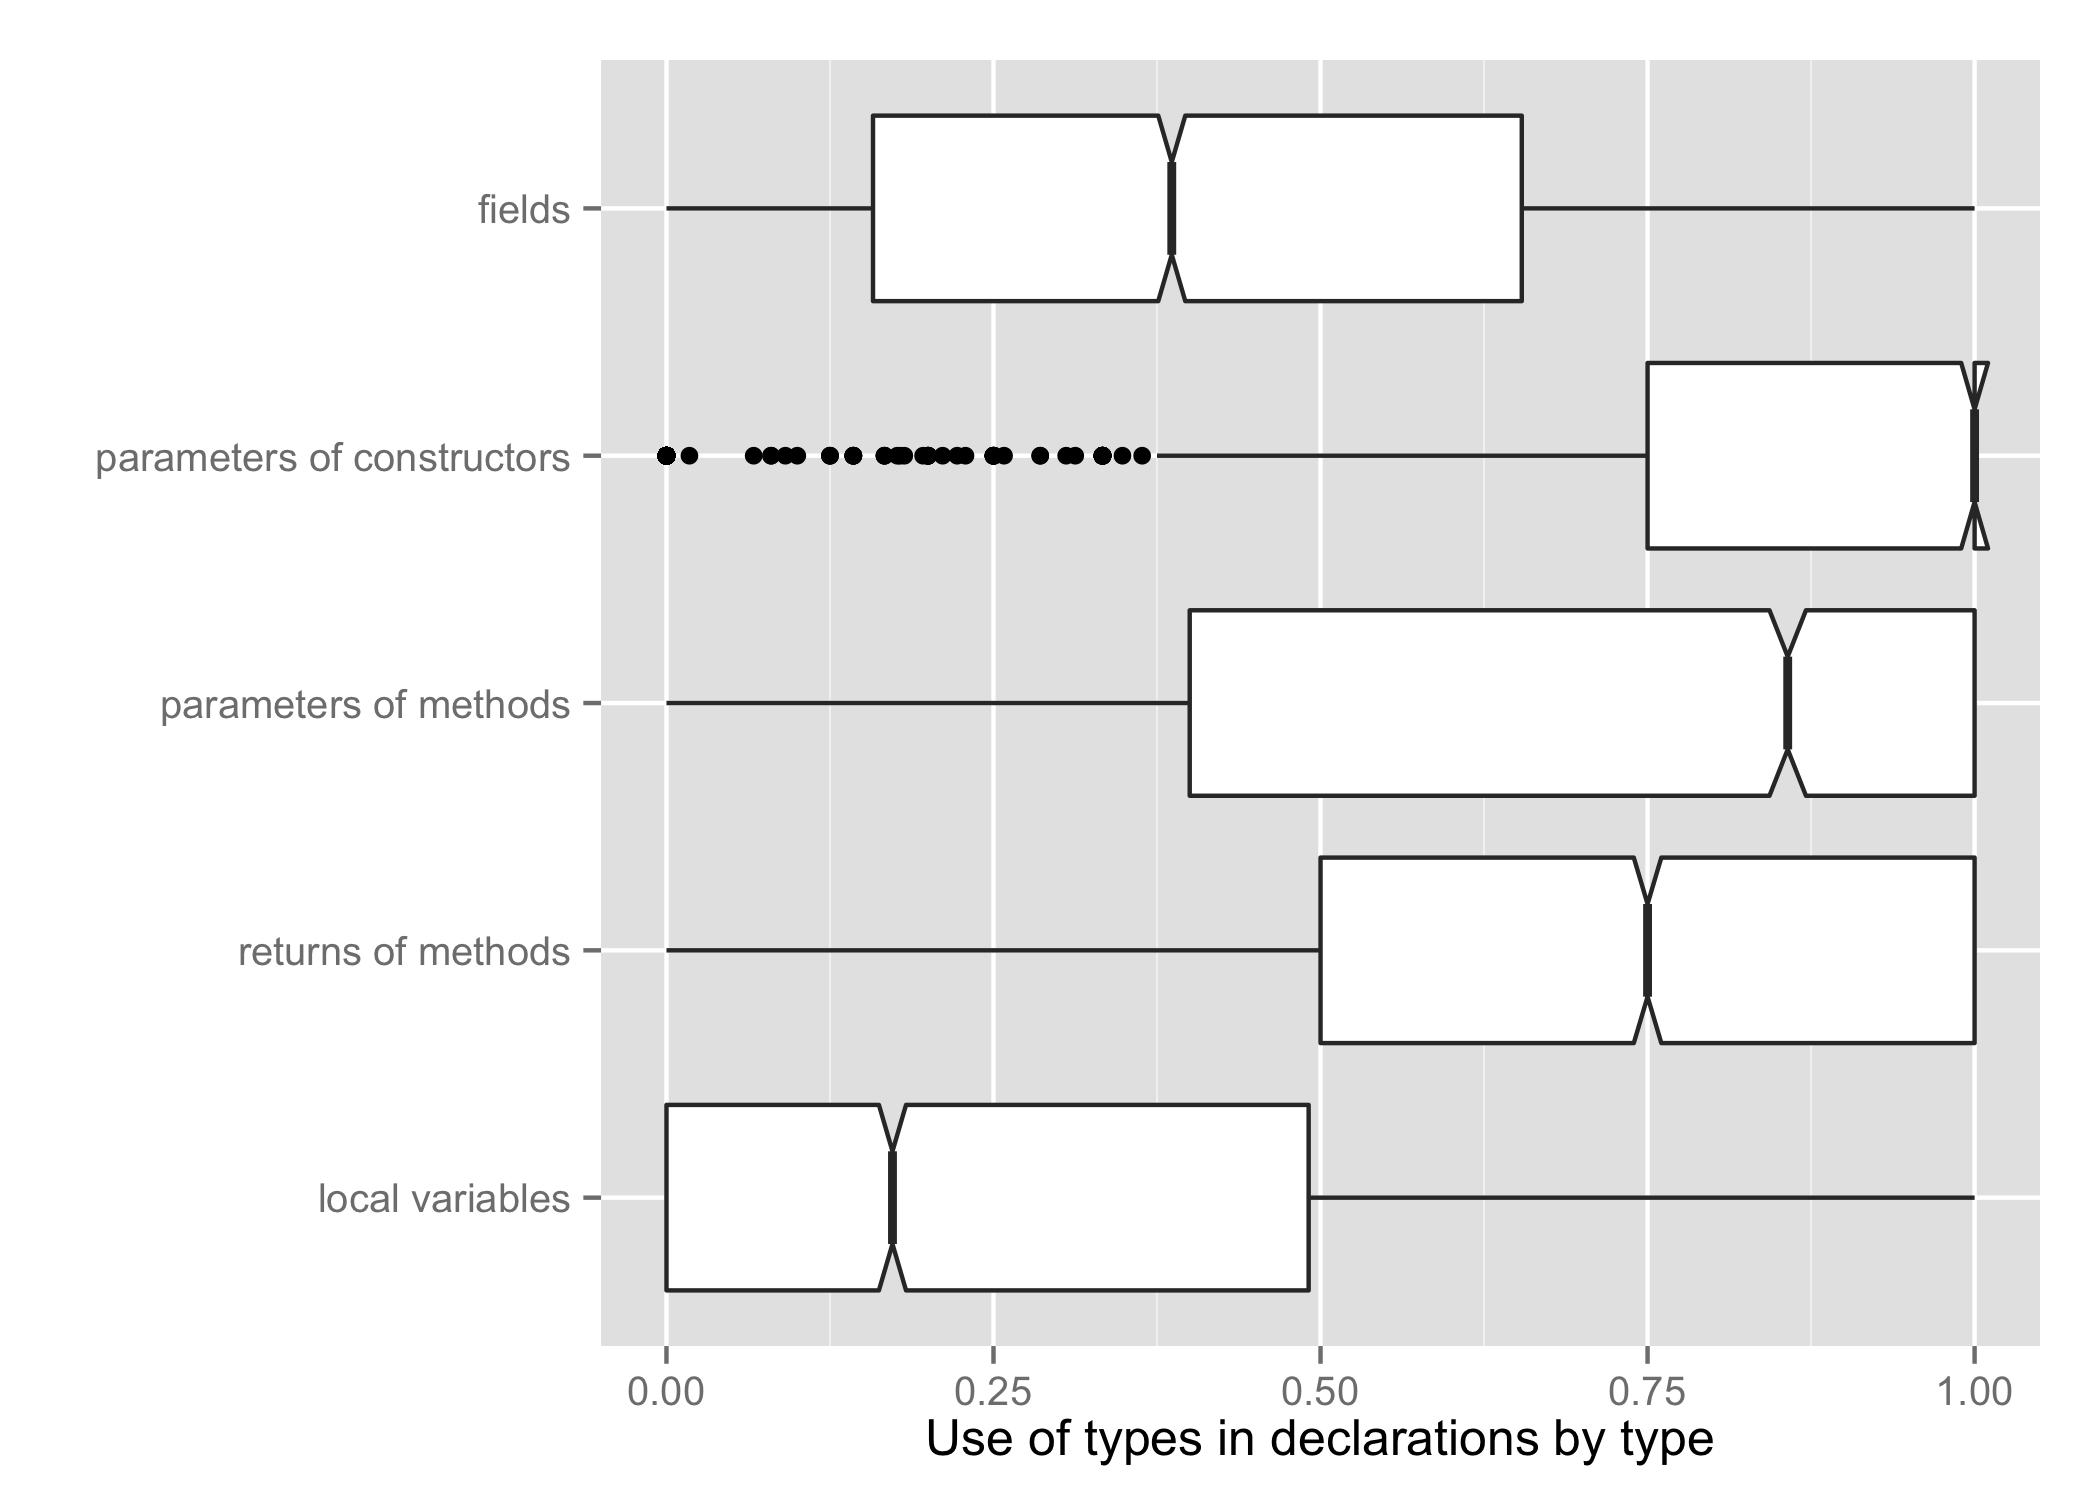 fields
parameters of constructors
parameters of methods
returns of methods
local variables
0.00 0.25 0.50 0.75 1.00
Use of types in declarations by type